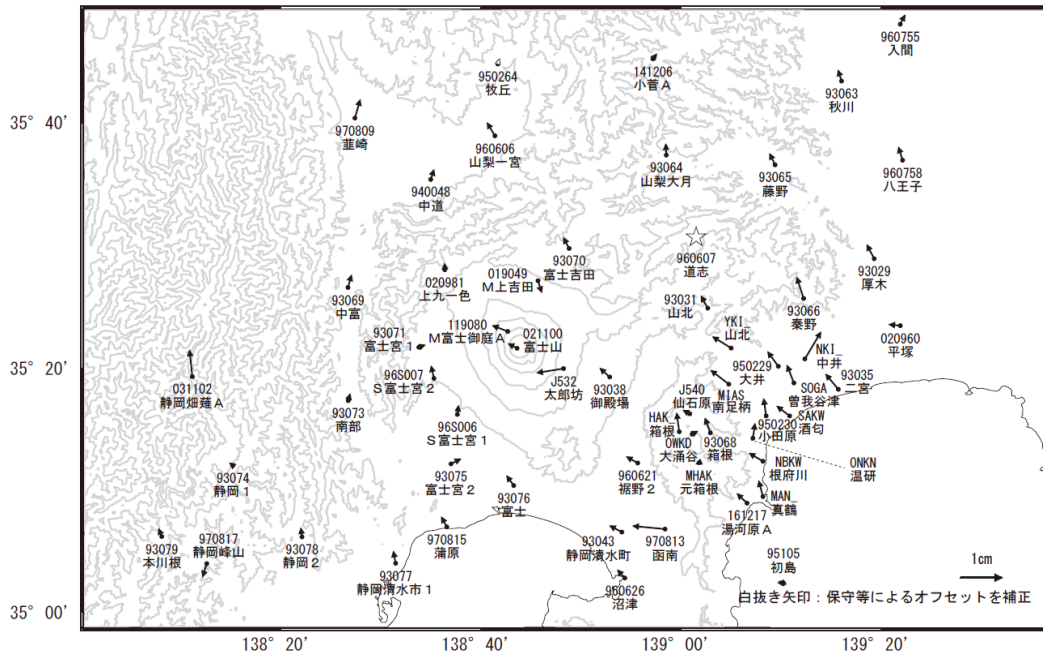 960755
入間
950264
牧丘
141206
小菅Ａ
93063
秋川
35° 40'
970809
韮崎
960606
山梨一宮
93064
山梨大月
93065
藤野
960758
八王子
940048
中道
960607
道志
93070
富士吉田
019049
Ｍ上吉田
020981
上九一色
93029
厚木
93069
中富
93031
山北
93066
秦野
YKI_
山北
119080
Ｍ富士御庭Ａ
021100
富士山
93071
富士宮１
020960
平塚
NKI_
中井
35° 20'
031102
静岡畑薙Ａ
96S007
Ｓ富士宮２
J532
太郎坊
93038
御殿場
950229
大井
93035
二宮
J540
仙石原
MIAS
南足柄
SOGA
曽我谷津
93073
南部
96S006
Ｓ富士宮１
HAK_
箱根
93068
箱根
950230
小田原
SAKW
酒匂
OWKD
大涌谷
93074
静岡１
93075
富士宮２
93076
富士
960621
裾野２
MHAK
元箱根
NBKW
根府川
ONKN
温研
MAN_
真鶴
161217
湯河原Ａ
93079
本川根
970817
静岡峰山
93078
静岡２
970815
蒲原
93043
静岡清水町
970813
函南
93077
静岡清水市１
960626
沼津
95105
初島
1cm
白抜き矢印：保守等によるオフセットを補正
35° 00'
138° 20'
138° 40'
139° 00'
139° 20'